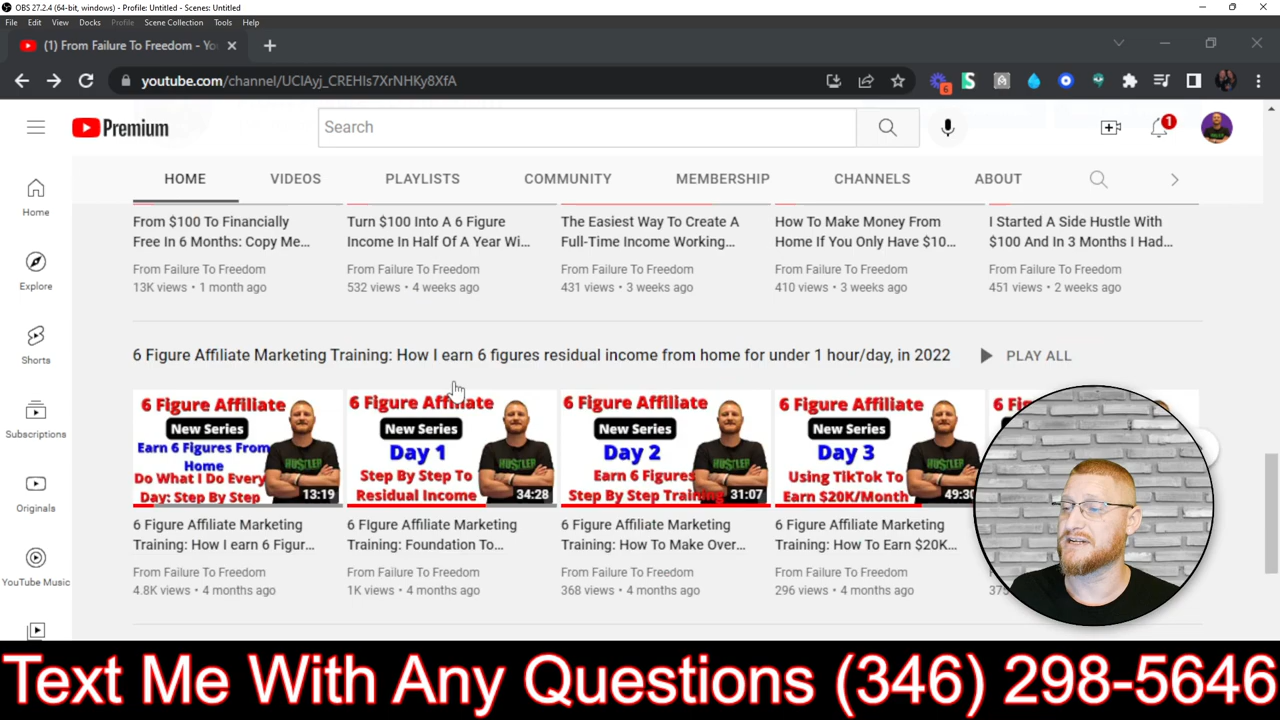 OBS 27.2.4 (64-bit, windows) - Profile: Untitled - Scenes: Untitled
File Edit View Docks Profile Scene Collection Tools Help
(1) From Failure To Freedom - Yo
youtube.com/channel/UCIAyj_CREHIs7XrNHKy8XfA
6
Premium
Search
1
HOME VIDEOS PLAYLISTS COMMUNITY MEMBERSHIP CHANNELS ABOUT
Home
Explore
Shorts
Subscriptions
Originals
YouTube Music
From $100 To Financially
Free In 6 Months: Copy Me...
From Failure To Freedom
13K views • 1 month ago
Turn $100 Into A 6 Figure
Income In Half Of A Year Wi...
From Failure To Freedom
532 views • 4 weeks ago
The Easiest Way To Create A
Full-Time Income Working...
From Failure To Freedom
431 views • 3 weeks ago
How To Make Money From
Home If You Only Have $10...
From Failure To Freedom
410 views • 3 weeks ago
I Started A Side Hustle With
$100 And In 3 Months I Had...
From Failure To Freedom
451 views • 2 weeks ago
6 Figure Affiliate Marketing Training: How I earn 6 figures residual income from home for under 1 hour/day, in 2022
PLAY ALL
6 Figure Affiliate
New Series
Earn 6 Figures From
Home
Do What I Do Every
Day: Step By Step
HUSTLER
13:19
6 Figure Affiliate Marketing
Training: How I earn 6 Figur...
From Failure To Freedom
4.8K views • 4 months ago
6 Figure Affiliate
New Series
Day 1
Step By Step To
Residual Income
HUSTLER
34:28
6 FIgure Affiliate Marketing
Training: Foundation To...
From Failure To Freedom
1K views • 4 months ago
6 Figure Affiliate
New Series
Day 2
Earn 6 Figures
Step By Step Training
HUSTLER
31:07
6 Figure Affiliate Marketing
Training: How To Make Over...
From Failure To Freedom
368 views • 4 months ago
6 Figure Affiliate
New Series
Day 3
Using TikTok To
Earn $20K/Month
HUSTLER
49:30
6 Figure Affiliate Marketing
Training: How To Earn $20K...
From Failure To Freedom
296 views • 4 months ago
Text Me With Any Questions (346) 298-5646